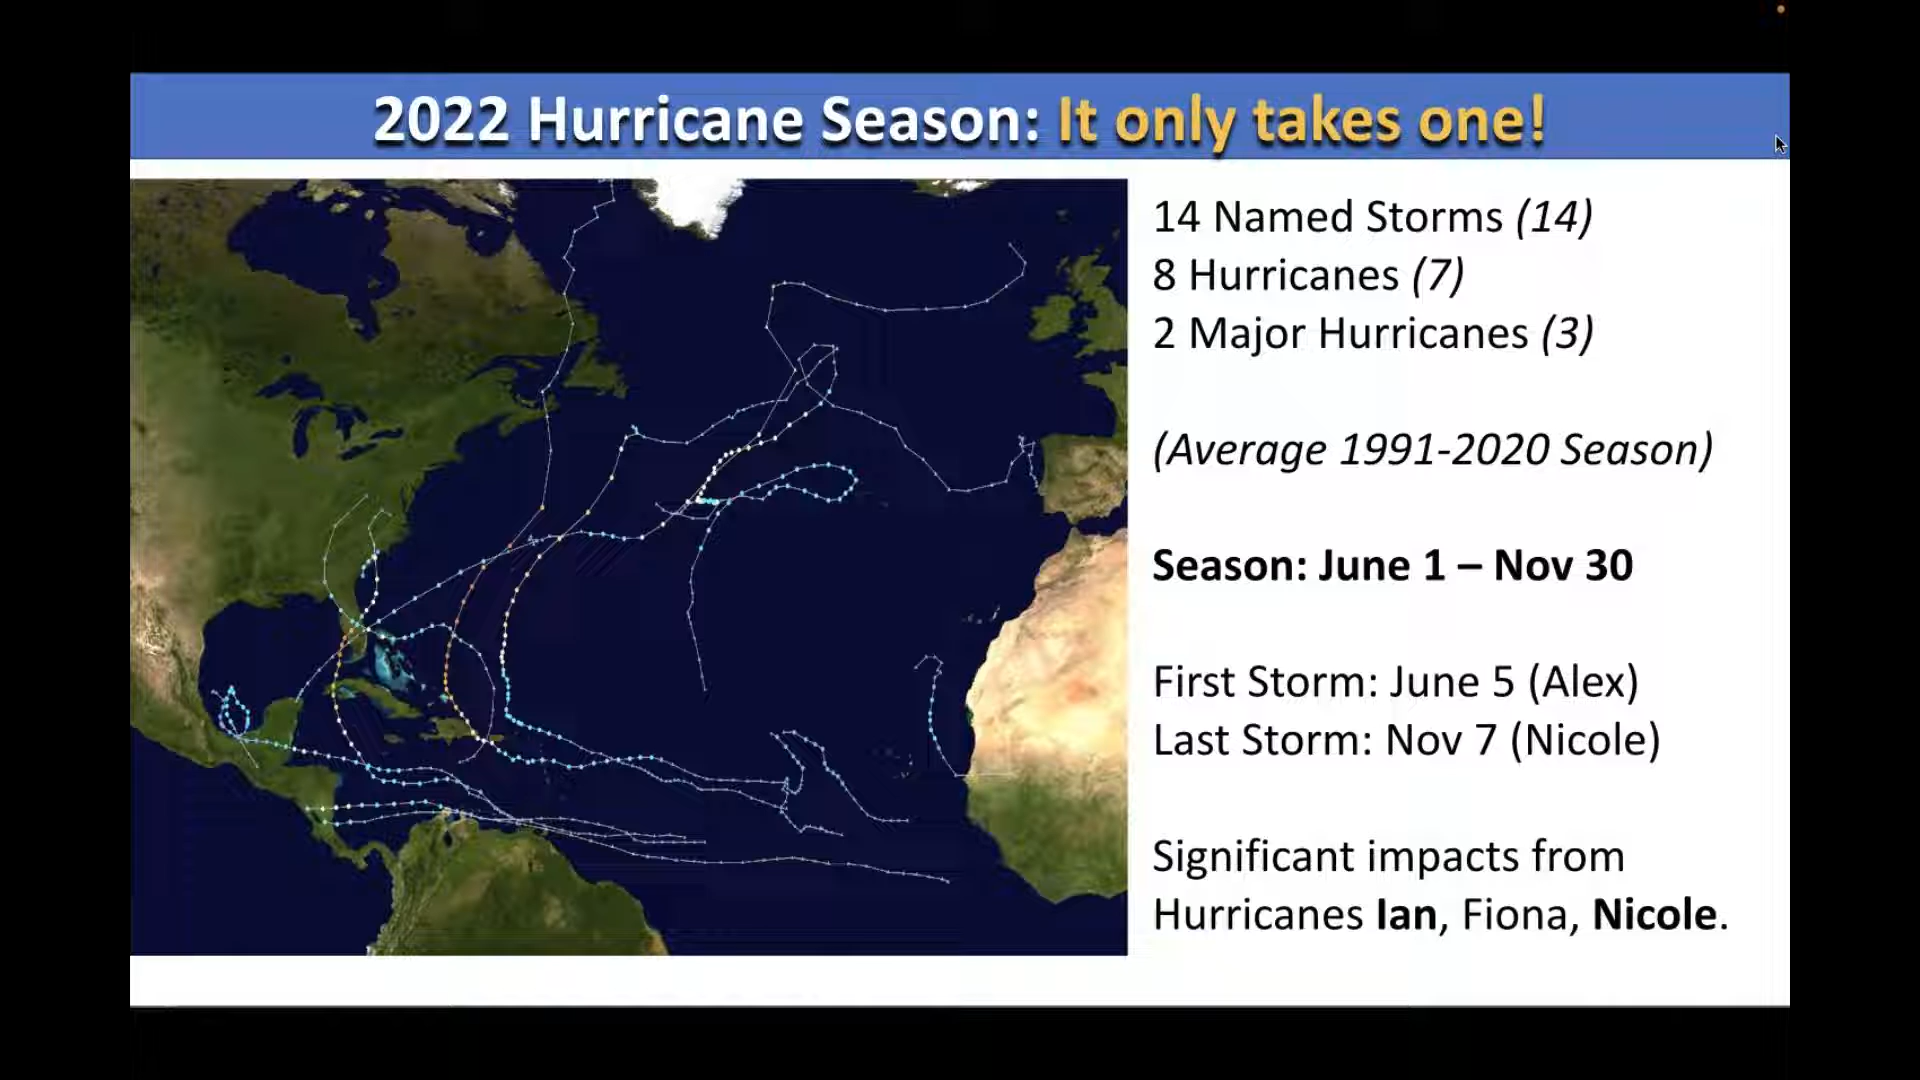 2022 Hurricane Season: It only takes one!
14 Named Storms (14)
8 Hurricanes (7)
2 Major Hurricanes (3)
(Average 1991-2020 Season)
Season: June 1 – Nov 30
First Storm: June 5 (Alex)
Last Storm: Nov 7 (Nicole)
Significant impacts from
Hurricanes Ian, Fiona, Nicole.